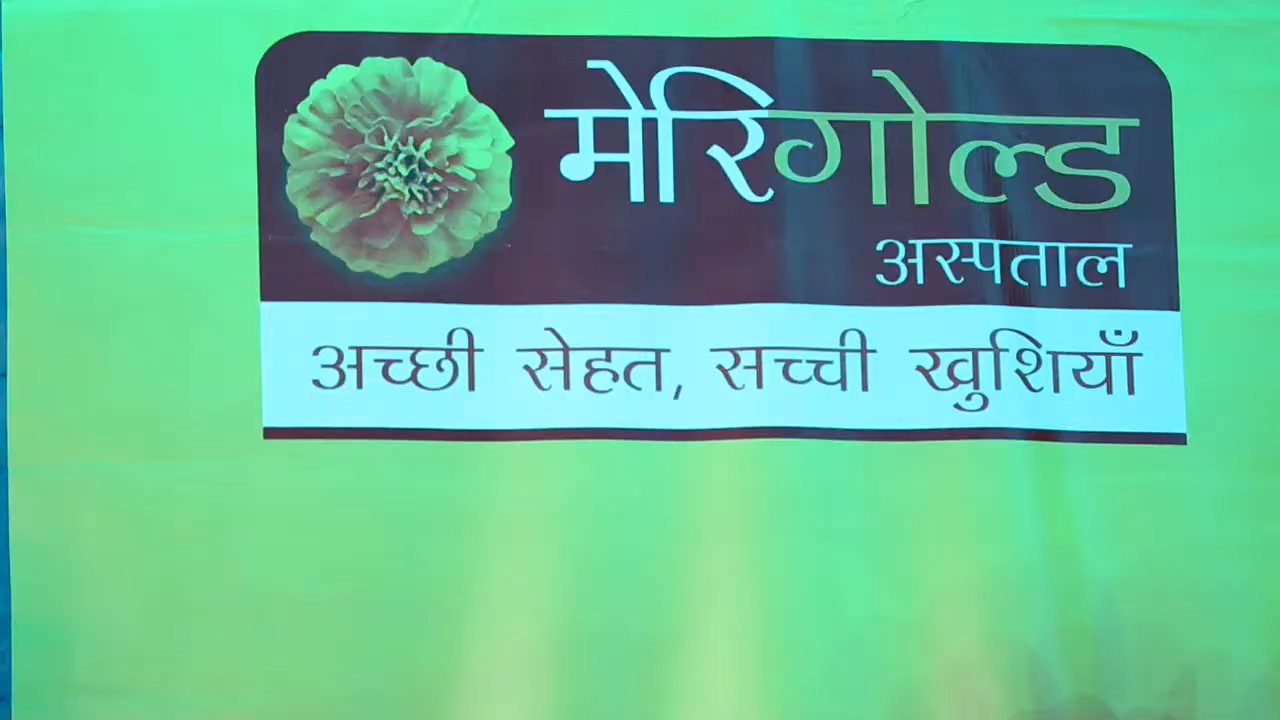 मेरिगोल्ड
अस्पताल
अच्छी सेहत, सच्ची खुशियाँ